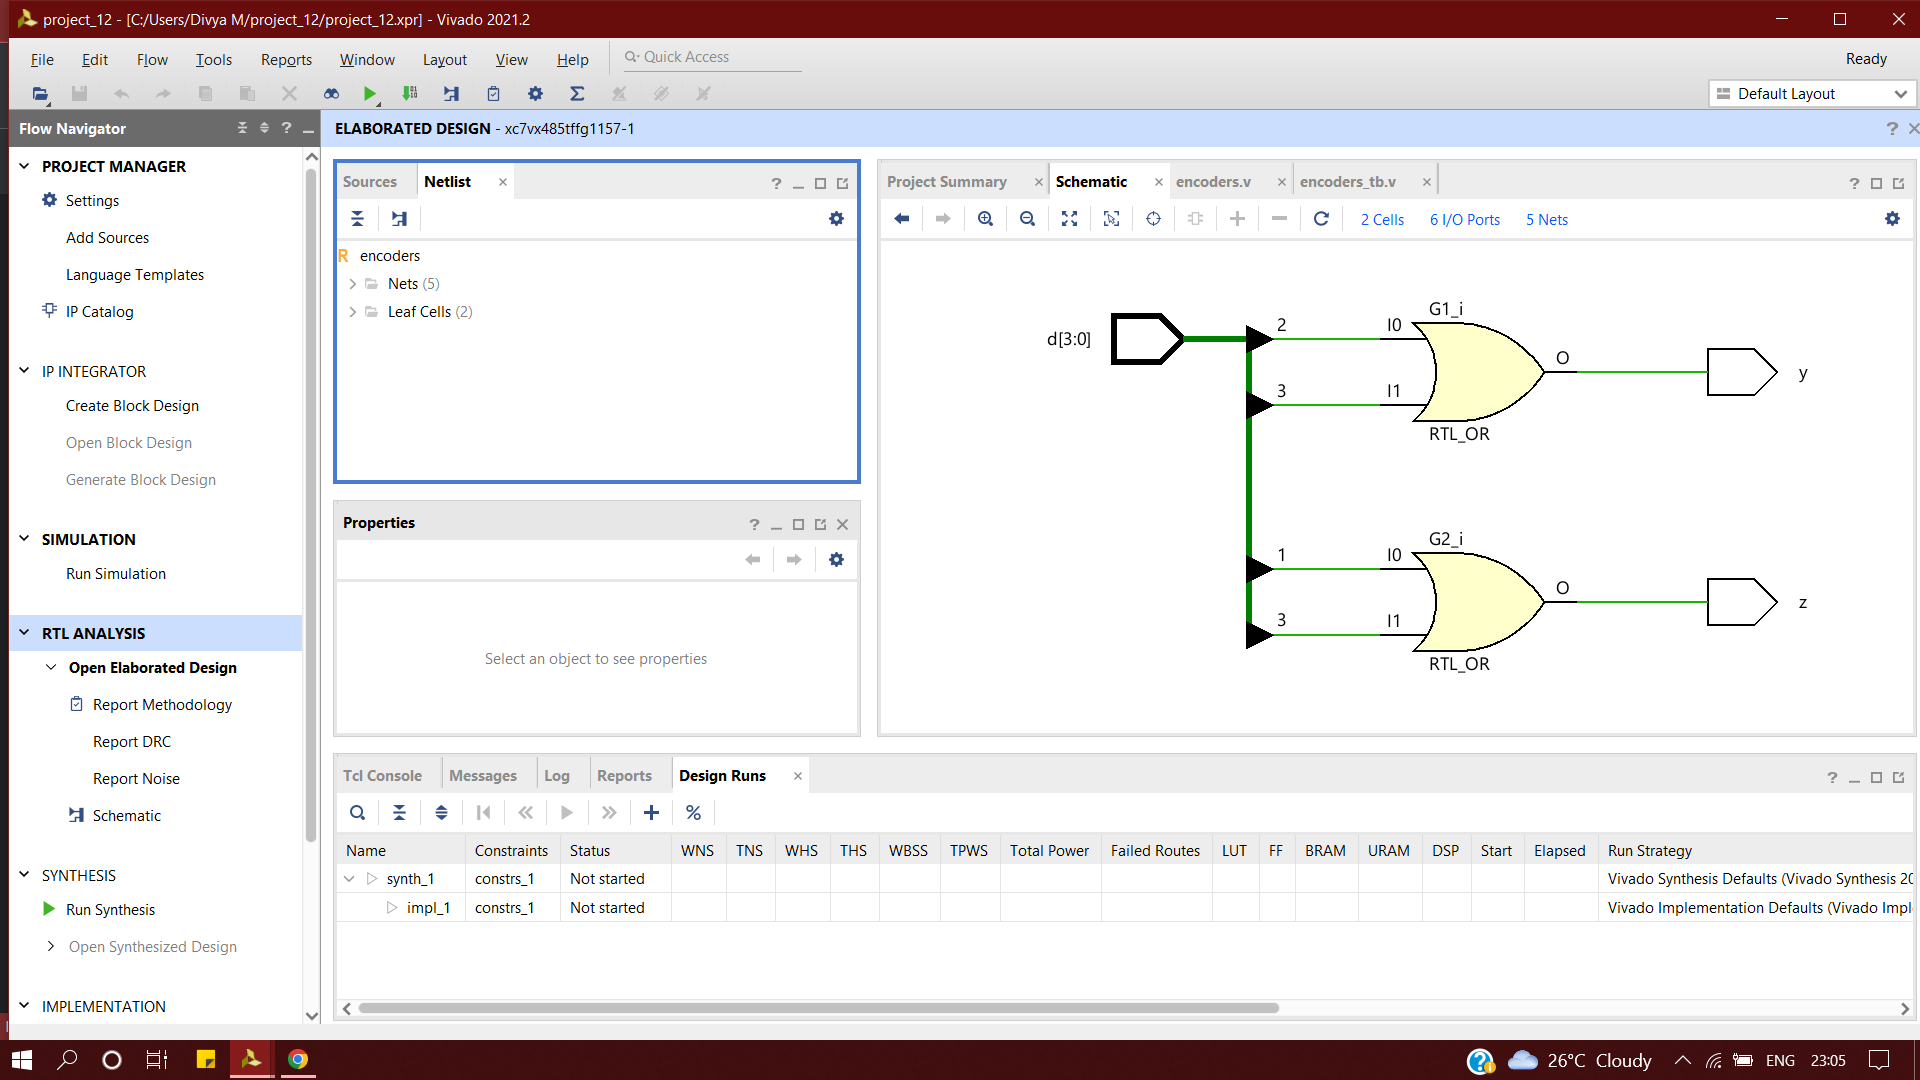 project_12 - [C:/Users/Divya M/project_12/project_12.xpr] - Vivado 2021.2
File Edit Flow Tools Reports Window Layout View Help Quick Access Ready
Default Layout
Flow Navigator
PROJECT MANAGER
Settings
Add Sources
Language Templates
IP Catalog
IP INTEGRATOR
Create Block Design
Open Block Design
Generate Block Design
SIMULATION
Run Simulation
RTL ANALYSIS
Open Elaborated Design
Report Methodology
Report DRC
Report Noise
Schematic
SYNTHESIS
Run Synthesis
Open Synthesized Design
IMPLEMENTATION
ELABORATED DESIGN - xc7vx485tffg1157-1
Sources Netlist
encoders
Nets (5)
Leaf Cells (2)
Properties
Select an object to see properties
Project Summary Schematic encoders.v encoders_tb.v
2 Cells 6 I/O Ports 5 Nets
G1_i
d[3:0] 2 I0 O y
3 I1
RTL_OR
G2_i
1 I0 O z
3 I1
RTL_OR
Tcl Console Messages Log Reports Design Runs
Name Constraints Status WNS TNS WHS THS WBSS TPWS Total Power Failed Routes LUT FF BRAM URAM DSP Start Elapsed Run Strategy
synth_1 constrs_1 Not started Vivado Synthesis Defaults (Vivado Synthesis 20
impl_1 constrs_1 Not started Vivado Implementation Defaults (Vivado Impl
26°C Cloudy ENG 23:05